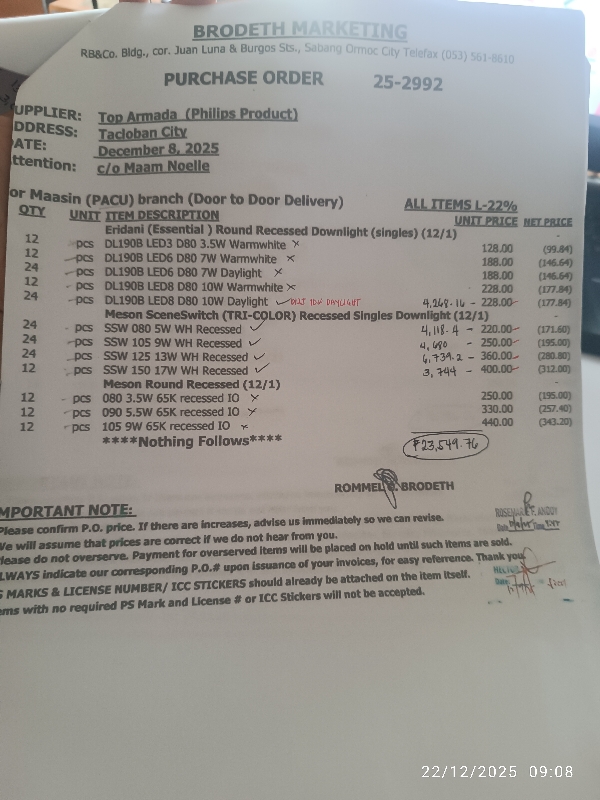 BRODETH MARKETING
RB&Co. Bldg., cor. Juan Luna & Burgos Sts., Sabang Ormoc City Telefax (053) 561-8610
PURCHASE ORDER 25-2992
UPPLIER: Top Armada (Philips Product)
DDRESS: Tacloban City
ATE: December 8, 2025
ttention: c/o Maam Noelle
or Maasin (PACU) branch (Door to Door Delivery) ALL ITEMS L-22%
QTY UNIT ITEM DESCRIPTION UNIT PRICE NET PRICE
Eridani (Essential ) Round Recessed Downlight (singles) (12/1) -
12 pcs DL190B LED3 D80 3.5W Warmwhite x 128.00 (99.84)
12 pcs DL190B LED6 D80 7W Warmwhite x 188.00 (146.64)
24 pcs DL190B LED6 D80 7W Daylight x 188.00 (146.64)
12 pcs DL190B LED8 D80 10W Warmwhite x 228.00 (177.84)
24 pcs DL190B LED8 D80 10W Daylight ✓ ONLY 10W DAYLIGHT 4,268.16 - 228.00 (177.84)
Meson SceneSwitch (TRI-COLOR) Recessed Singles Downlight (12/1) -
24 pcs SSW 080 5W WH Recessed ✓ 4,118.4 - 220.00 (171.60)
24 pcs SSW 105 9W WH Recessed ✓ 4,680 - 250.00 (195.00)
24 pcs SSW 125 13W WH Recessed ✓ 6,739.2 - 360.00 (280.80)
12 pcs SSW 150 17W WH Recessed ✓ 3,744 - 400.00 (312.00)
Meson Round Recessed (12/1) -
12 pcs 080 3.5W 65K recessed IO x 250.00 (195.00)
12 pcs 090 5.5W 65K recessed IO x 330.00 (257.40)
12 pcs 105 9W 65K recessed IO x 440.00 (343.20)
****Nothing Follows**** ₱23,549.76
ROMMEL BRODETH
MPORTANT NOTE:
Please confirm P.O. price. If there are increases, advise us immediately so we can revise.
We will assume that prices are correct if we do not hear from you.
lease do not overserve. Payment for overserved items will be placed on hold until such items are sold.
LWAYS indicate our corresponding P.O.# upon issuance of your invoices, for easy referrence. Thank you.
S MARKS & LICENSE NUMBER/ ICC STICKERS should already be attached on the item itself.
ems with no required PS Mark and License # or ICC Stickers will not be accepted.
22/12/2025 09:08